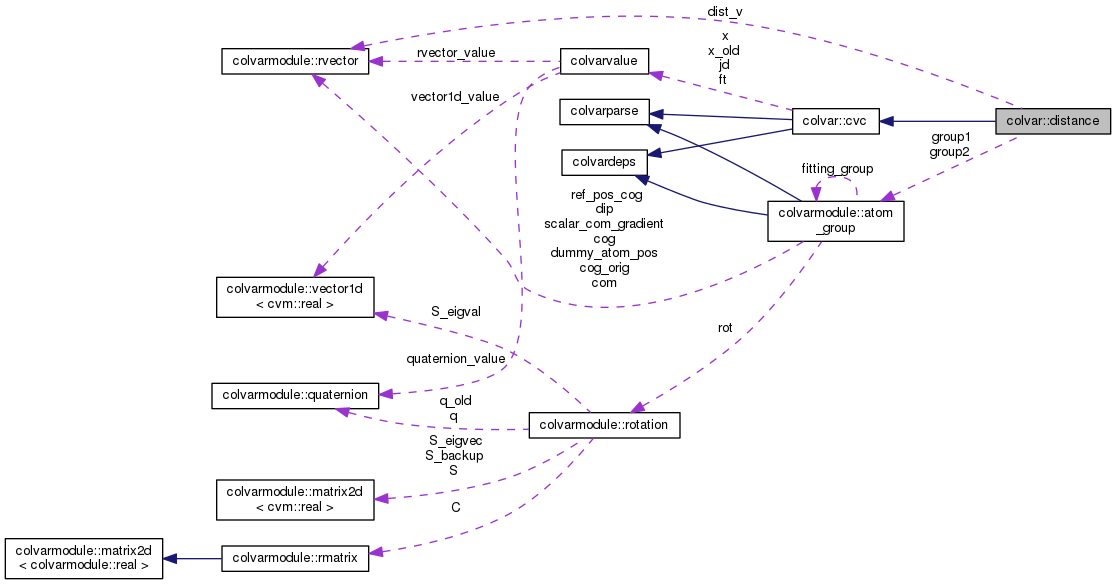 dist_v
colvarmodule::rvector
rvector_value
colvarvalue
x
x_old
jd
ft
vector1d_value
colvarparse
colvar::cvc
colvar::distance
group1
group2
colvardeps
fitting_group
ref_pos_cog
dip
scalar_com_gradient
cog
dummy_atom_pos
cog_orig
com
colvarmodule::atom
_group
colvarmodule::vector1d
< cvm::real >
S_eigval
rot
quaternion_value
colvarmodule::quaternion
q_old
q
colvarmodule::rotation
S_eigvec
S_backup
S
colvarmodule::matrix2d
< cvm::real >
C
colvarmodule::matrix2d
< colvarmodule::real >
colvarmodule::rmatrix